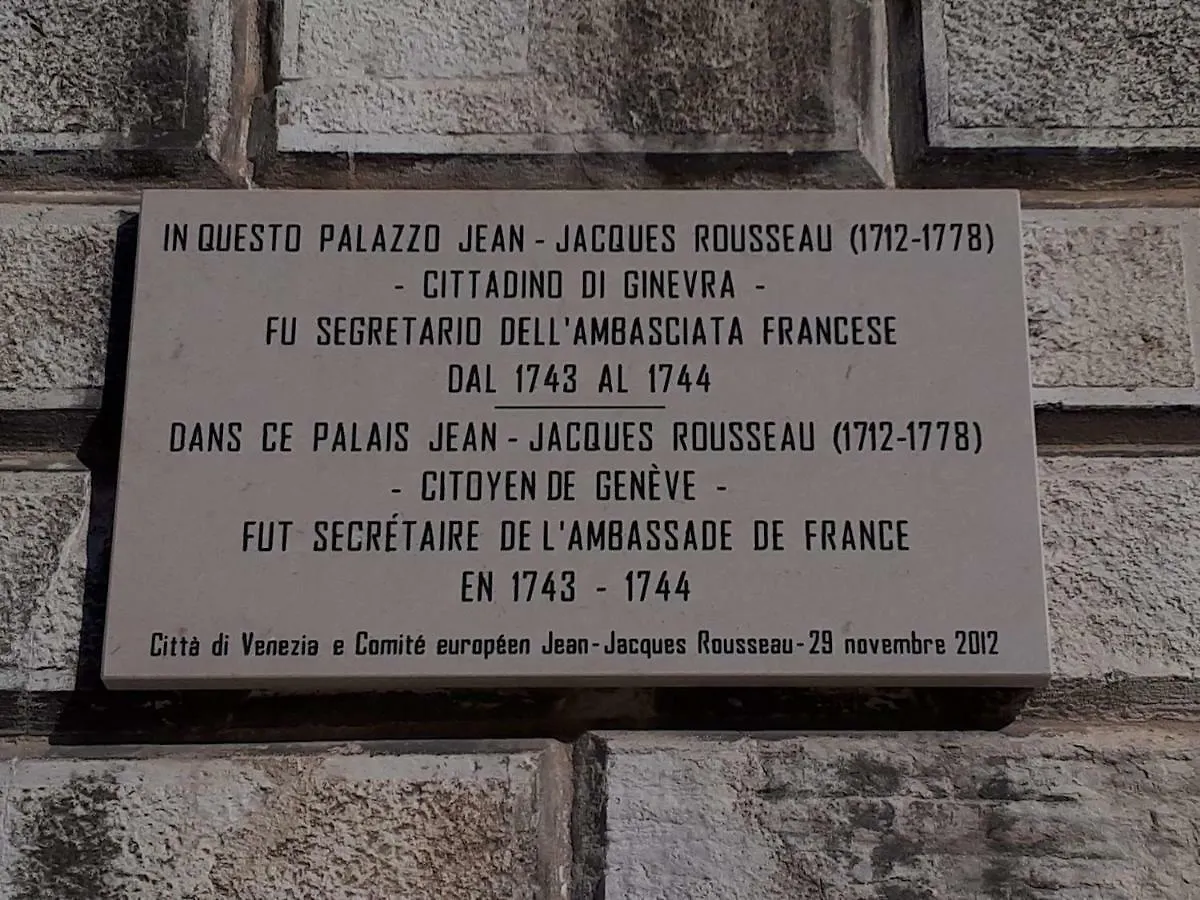 IN QUESTO PALAZZO JEAN - JACQUES ROUSSEAU (1712-1778)
- CITTADINO DI GINEVRA -
FU SEGRETARIO DELL'AMBASCIATA FRANCESE
DAL 1743 AL 1744
DANS CE PALAIS JEAN - JACQUES ROUSSEAU (1712-1778)
- CITOYEN DE GENÈVE -
FUT SECRÉTAIRE DE L'AMBASSADE DE FRANCE
EN 1743 - 1744
Città di Venezia e Comité européen Jean-Jacques Rousseau-29 novembre 2012